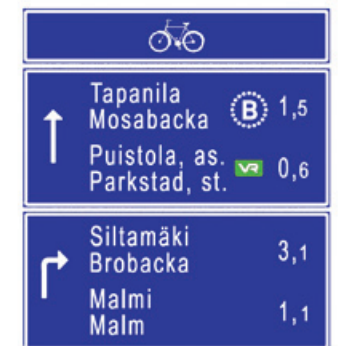 Tapanila
Mosabacka B 1,5
Puistola, as.
Parkstad, st. VR 0,6
Siltamäki
Brobacka 3,1
Malmi
Malm 1,1